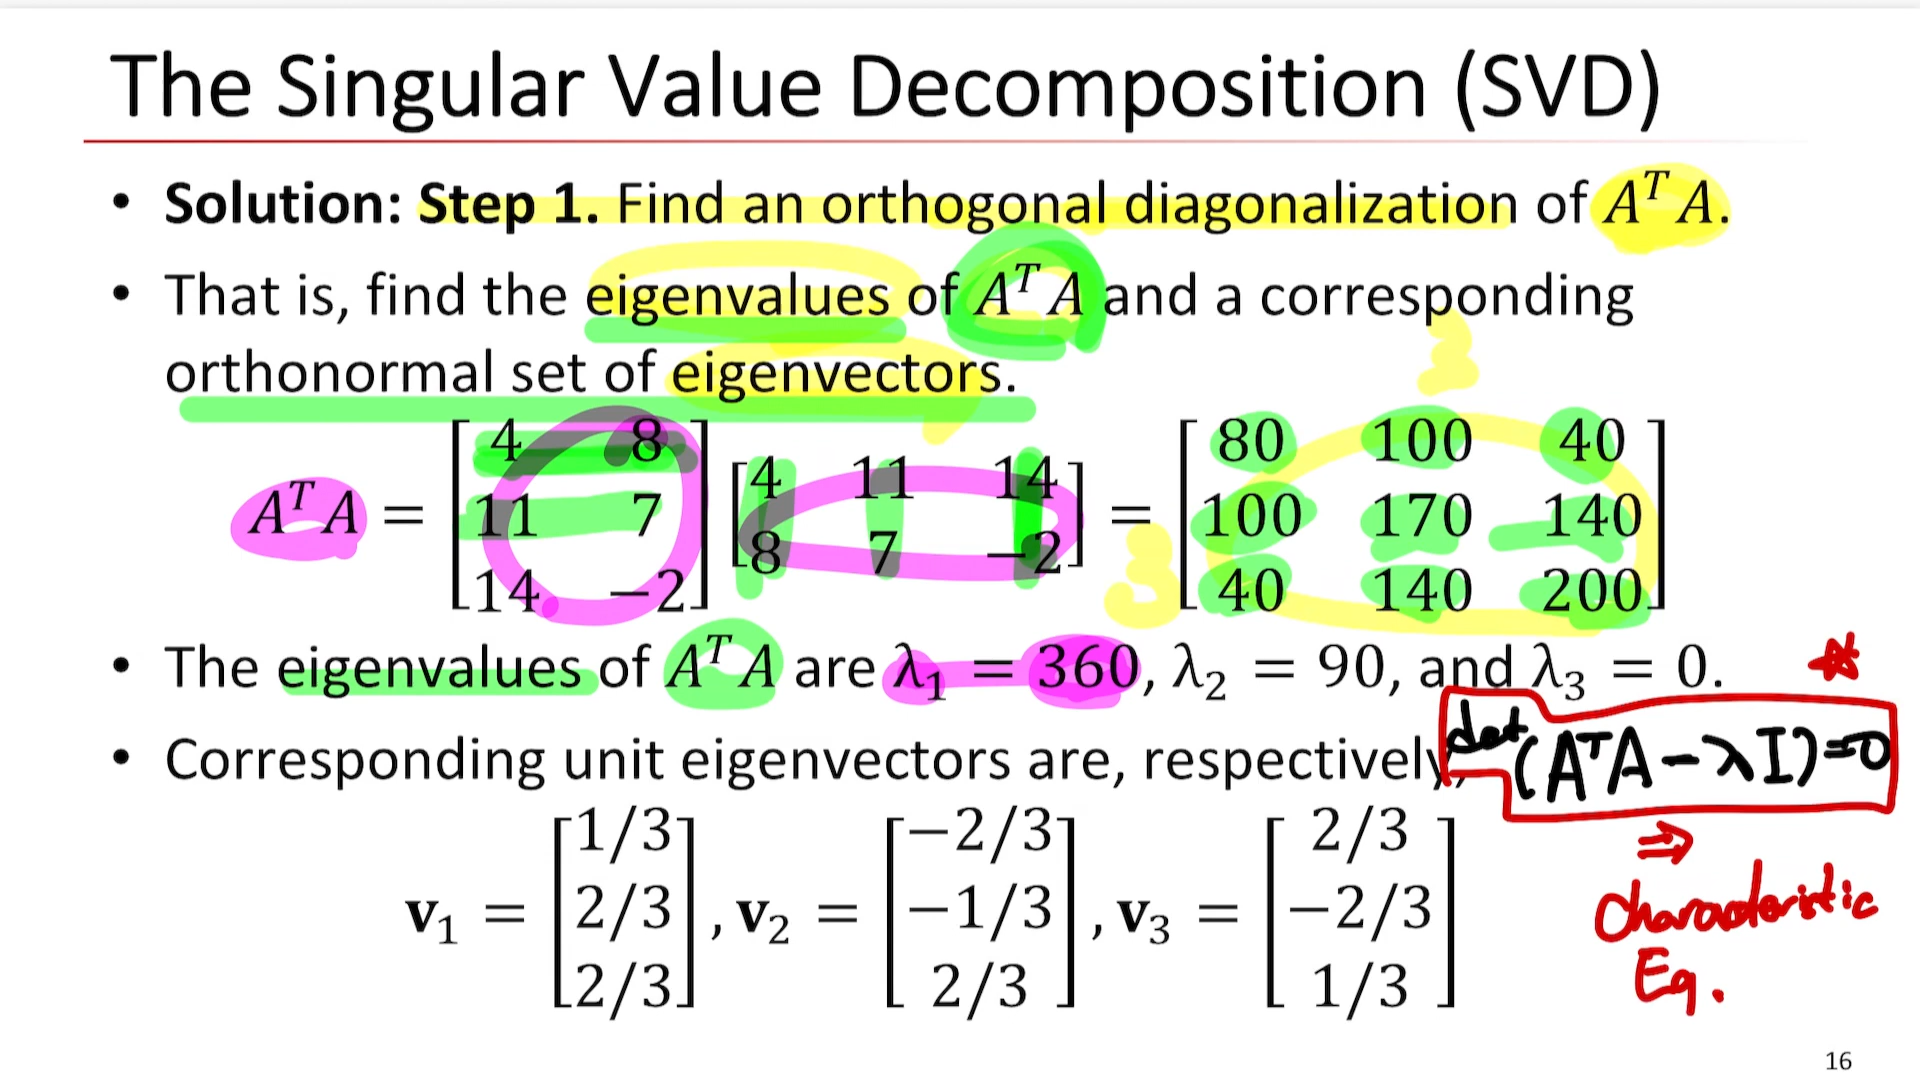 The Singular Value Decomposition (SVD)
• Solution: Step 1. Find an orthogonal diagonalization of AᵀA.
• That is, find the eigenvalues of AᵀA and a corresponding
orthonormal set of eigenvectors.
AᵀA = [4 8; 11 7; 14 −2] [4 11 14; 8 7 −2] = [80 100 40; 100 170 140; 40 140 200]
• The eigenvalues of AᵀA are λ₁ = 360, λ₂ = 90, and λ₃ = 0.
• Corresponding unit eigenvectors are, respectively,
det(AᵀA − λI) = 0
v₁ = [1/3; 2/3; 2/3], v₂ = [−2/3; −1/3; 2/3], v₃ = [2/3; −2/3; 1/3]
⇒
Characteristic
Eq.
16